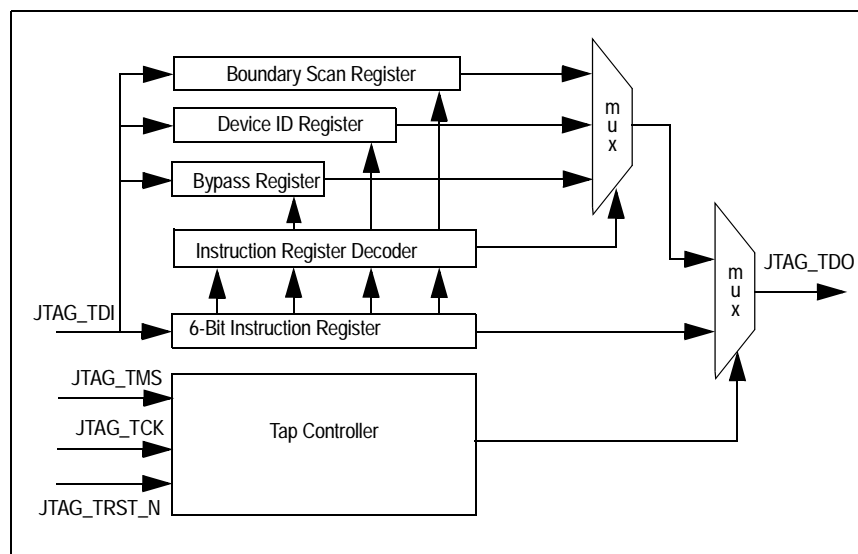 Boundary Scan Register
Device ID Register
Bypass Register
Instruction Register Decoder
6-Bit Instruction Register
Tap Controller
JTAG_TDI
JTAG_TMS
JTAG_TCK
JTAG_TRST_N
m
u
x
m
u
x
JTAG_TDO